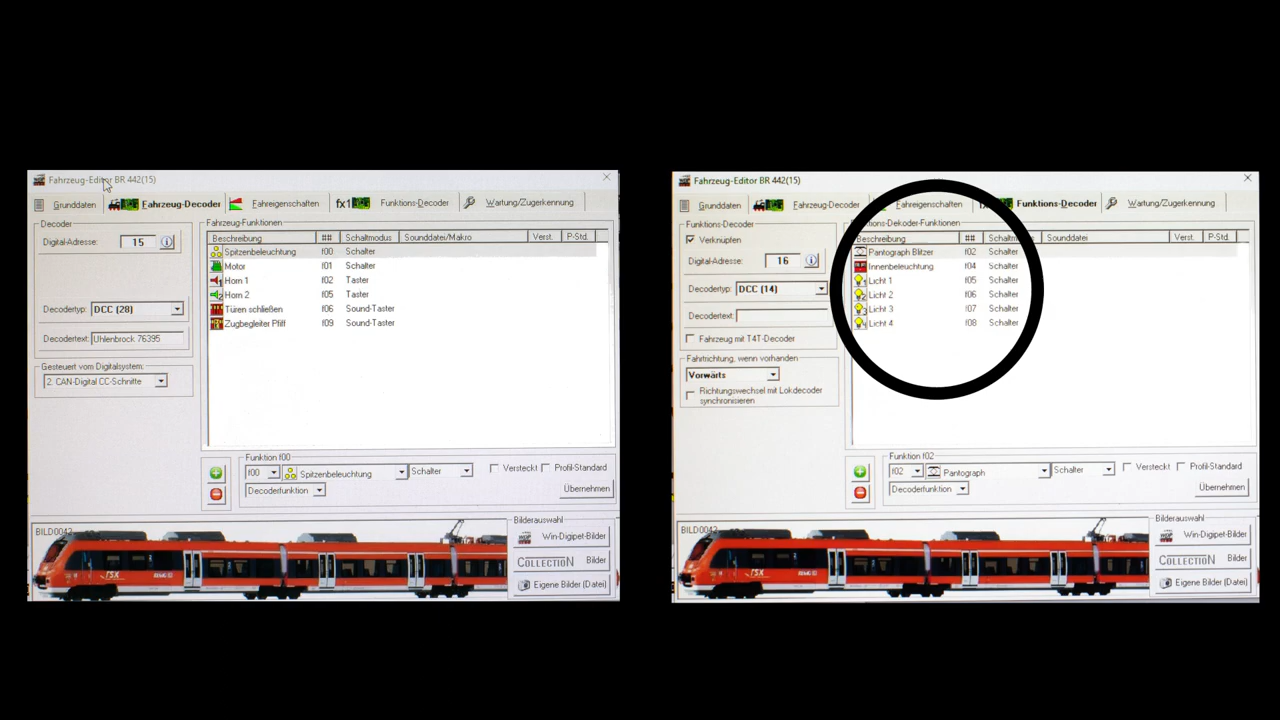 Fahrzeug-Editor BR 442(15)
Grunddaten
Fahrzeug-Decoder
Fahreigenschaften
fx1
Funktions-Decoder
Wartung/Zugerkennung
Decoder
Digital-Adresse: 15
Decodertyp: DCC (28)
Decodertext: Uhlenbrock 76395
Gesteuert vom Digitalsystem:
2. CAN-Digital CC-Schnitte
Fahrzeug-Funktionen
Beschreibung ## Schaltmodus Sounddatei/Makro Verst. P-Std.
Spitzenbeleuchtung f00 Schalter
Motor f01 Schalter
Horn 1 f02 Taster
Horn 2 f05 Taster
Türen schließen f06 Sound-Taster
Zugbegleiter Pfiff f09 Sound-Taster
Funktion f00
f00 Spitzenbeleuchtung Schalter Versteckt Profil-Standard
Decoderfunktion Übernehmen
BILD0042
Bilderauswahl
Win-Digipet-Bilder
COLLECTION Bilder
Eigene Bilder (Datei)
Fahrzeug-Editor BR 442(15)
Grunddaten
Fahrzeug-Decoder
Fahreigenschaften
Funktions-Decoder
Wartung/Zugerkennung
Funktions-Decoder
Verknüpfen
Digital-Adresse: 16
Decodertyp: DCC (14)
Decodertext:
Fahrzeug mit T4T-Decoder
Fahrtrichtung, wenn vorhanden
Vorwärts
Richtungswechsel mit Lokdecoder
synchronisieren
ktions-Dekoder-Funktionen
Beschreibung ## Schaltm Sounddatei Verst. P-Std.
Pantograph Blitzer f02 Schalter
Innenbeleuchtung f04 Schalter
Licht 1 f05 Schalter
Licht 2 f06 Schalter
Licht 3 f07 Schalter
Licht 4 f08 Schalter
Funktion f02
f02 Pantograph Schalter Versteckt Profil-Standard
Decoderfunktion Übernehmen
BILD0042
Bilderauswahl
Win-Digipet-Bilder
COLLECTION Bilder
Eigene Bilder (Datei)